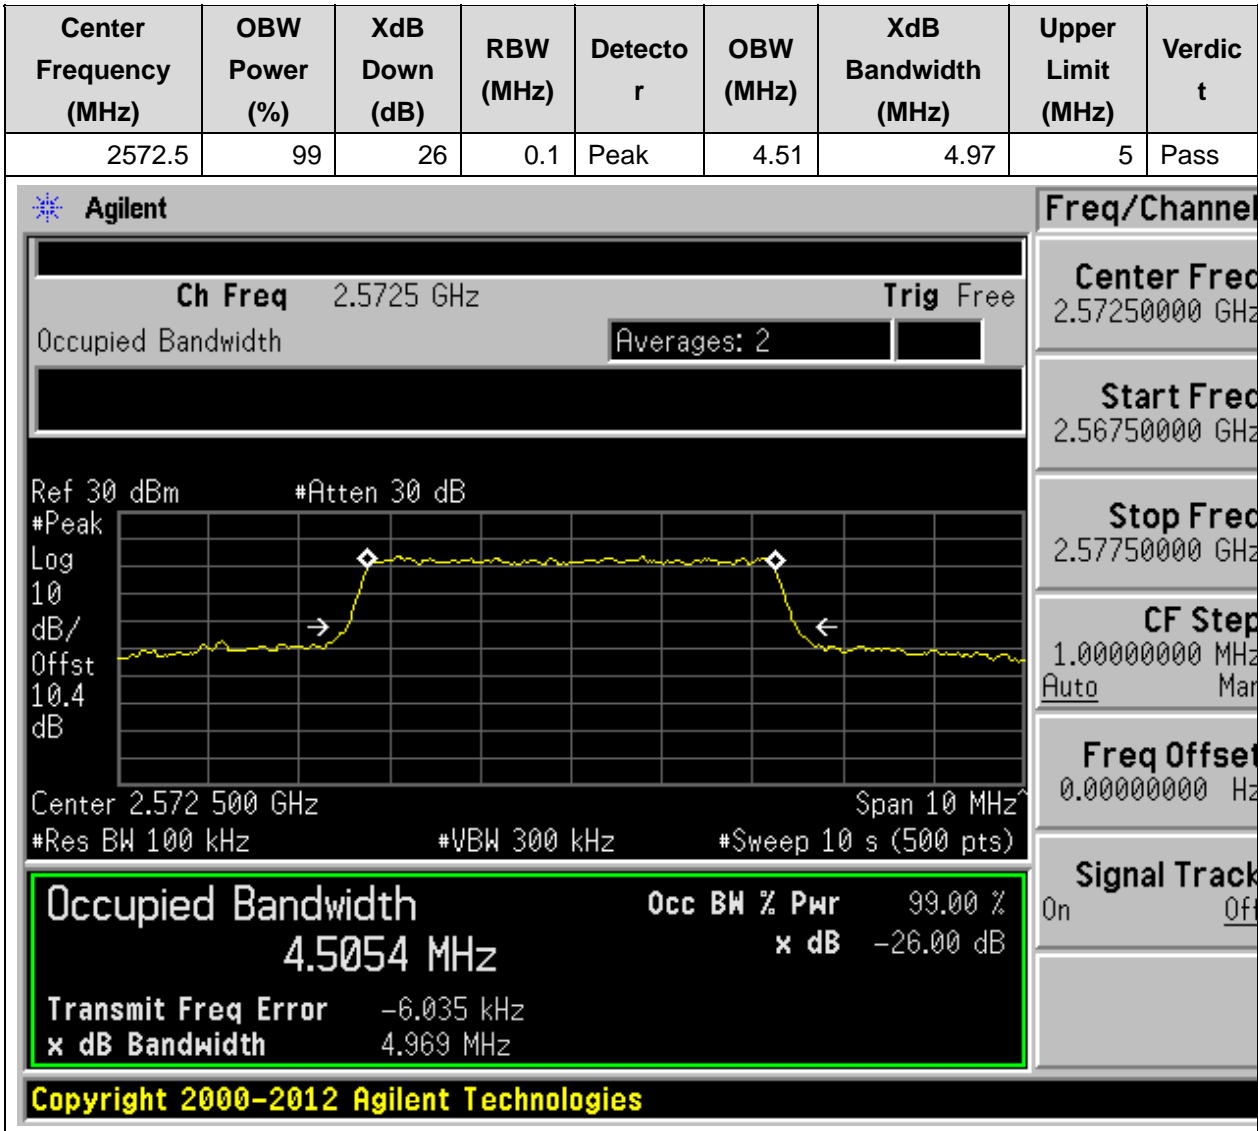 Center Frequency (MHz) OBW Power (%) XdB Down (dB) RBW (MHz) Detector OBW (MHz) XdB Bandwidth (MHz) Upper Limit (MHz) Verdict
2572.5 99 26 0.1 Peak 4.51 4.97 5 Pass
Agilent
Freq/Channel
Ch Freq 2.5725 GHz Trig Free
Occupied Bandwidth Averages: 2
Center Freq
2.57250000 GHz
Start Freq
2.56750000 GHz
Stop Freq
2.57750000 GHz
CF Step
1.00000000 MHz
Auto Man
Freq Offset
0.00000000 Hz
Signal Track
On Off
Ref 30 dBm #Atten 30 dB
#Peak
Log
10
dB/
Offst
10.4
dB
Center 2.572 500 GHz Span 10 MHz^
#Res BW 100 kHz #VBW 300 kHz #Sweep 10 s (500 pts)
Occupied Bandwidth Occ BW % Pwr 99.00 %
4.5054 MHz x dB -26.00 dB
Transmit Freq Error -6.035 kHz
x dB Bandwidth 4.969 MHz
Copyright 2000-2012 Agilent Technologies